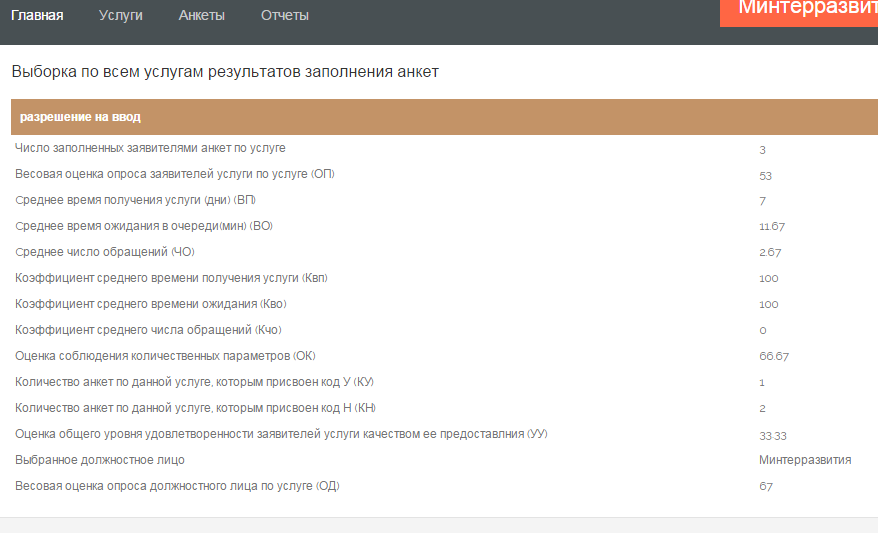 Главная Услуги Анкеты Отчеты Минтерразвит
Выборка по всем услугам результатов заполнения анкет
разрешение на ввод
Число заполненных заявителями анкет по услуге 3
Весовая оценка опроса заявителей услуги по услуге (ОП) 53
Среднее время получения услуги (дни) (ВП) 7
Среднее время ожидания в очереди(мин) (ВО) 11.67
Среднее число обращений (ЧО) 2.67
Коэффициент среднего времени получения услуги (Квп) 100
Коэффициент среднего времени ожидания (Кво) 100
Коэффициент среднего числа обращений (Кчо) 0
Оценка соблюдения количественных параметров (ОК) 66.67
Количество анкет по данной услуге, которым присвоен код У (КУ) 1
Количество анкет по данной услуге, которым присвоен код Н (КН) 2
Оценка общего уровня удовлетворенности заявителей услуги качеством ее предоставлния (УУ) 33.33
Выбранное должностное лицо Минтерразвития
Весовая оценка опроса должностного лица по услуге (ОД) 67